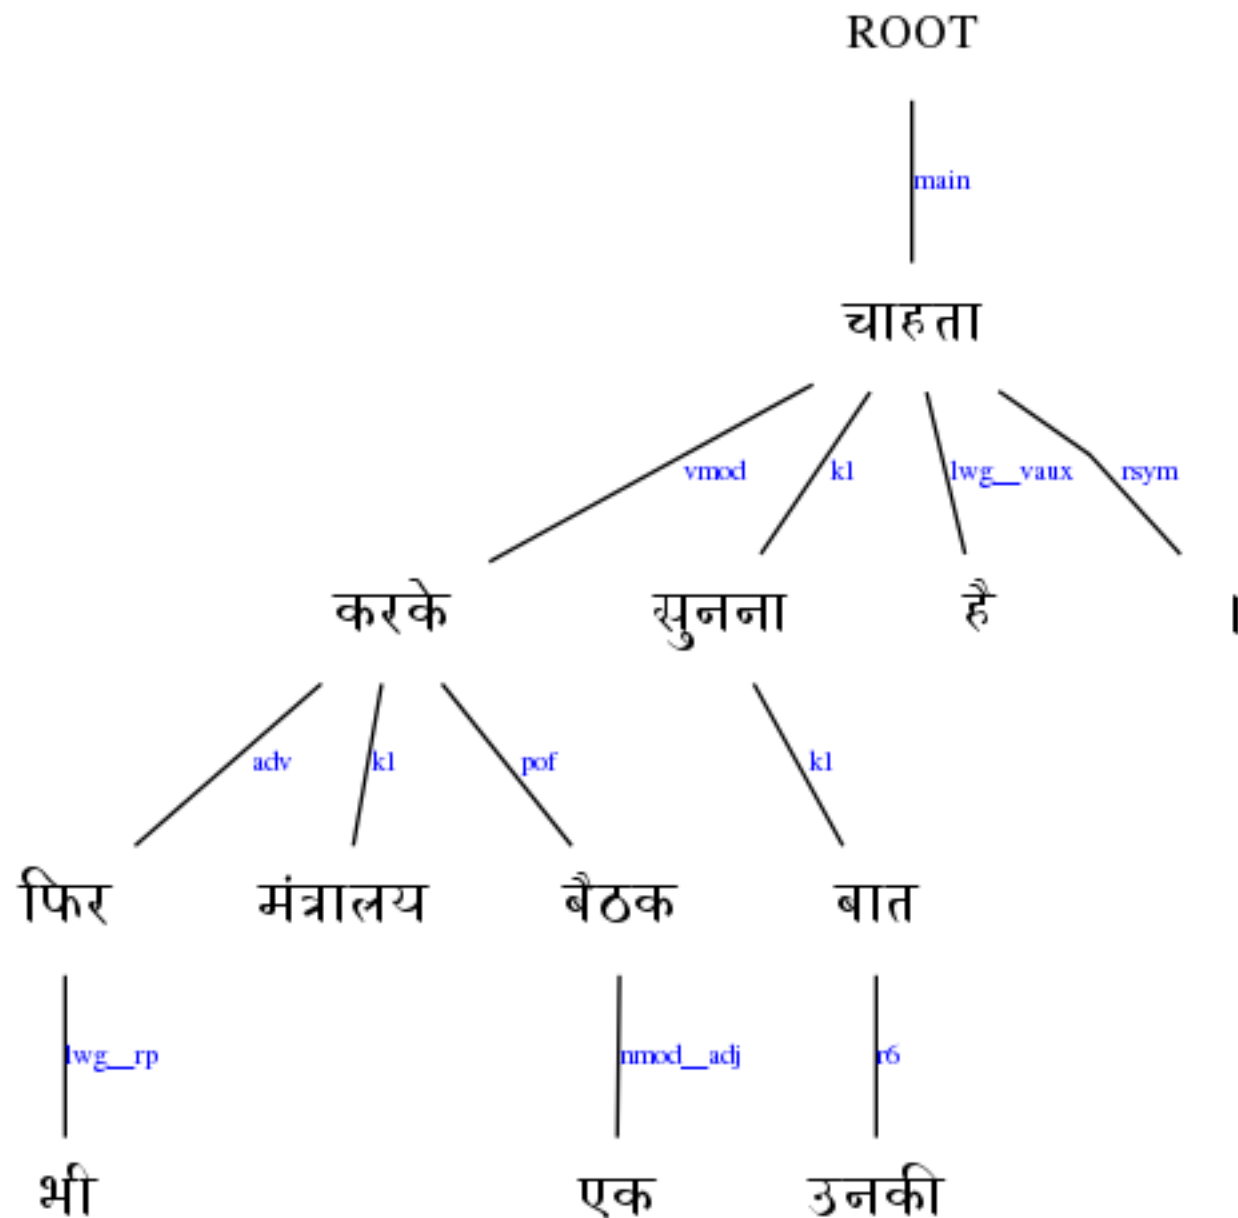 ROOT
main
चाहता
vmod k1 lwg__vaux rsym
करके सुनना है ।
adv k1 pof k1
फिर मंत्रालय बैठक बात
lwg__rp nmod__adj r6
भी एक उनकी